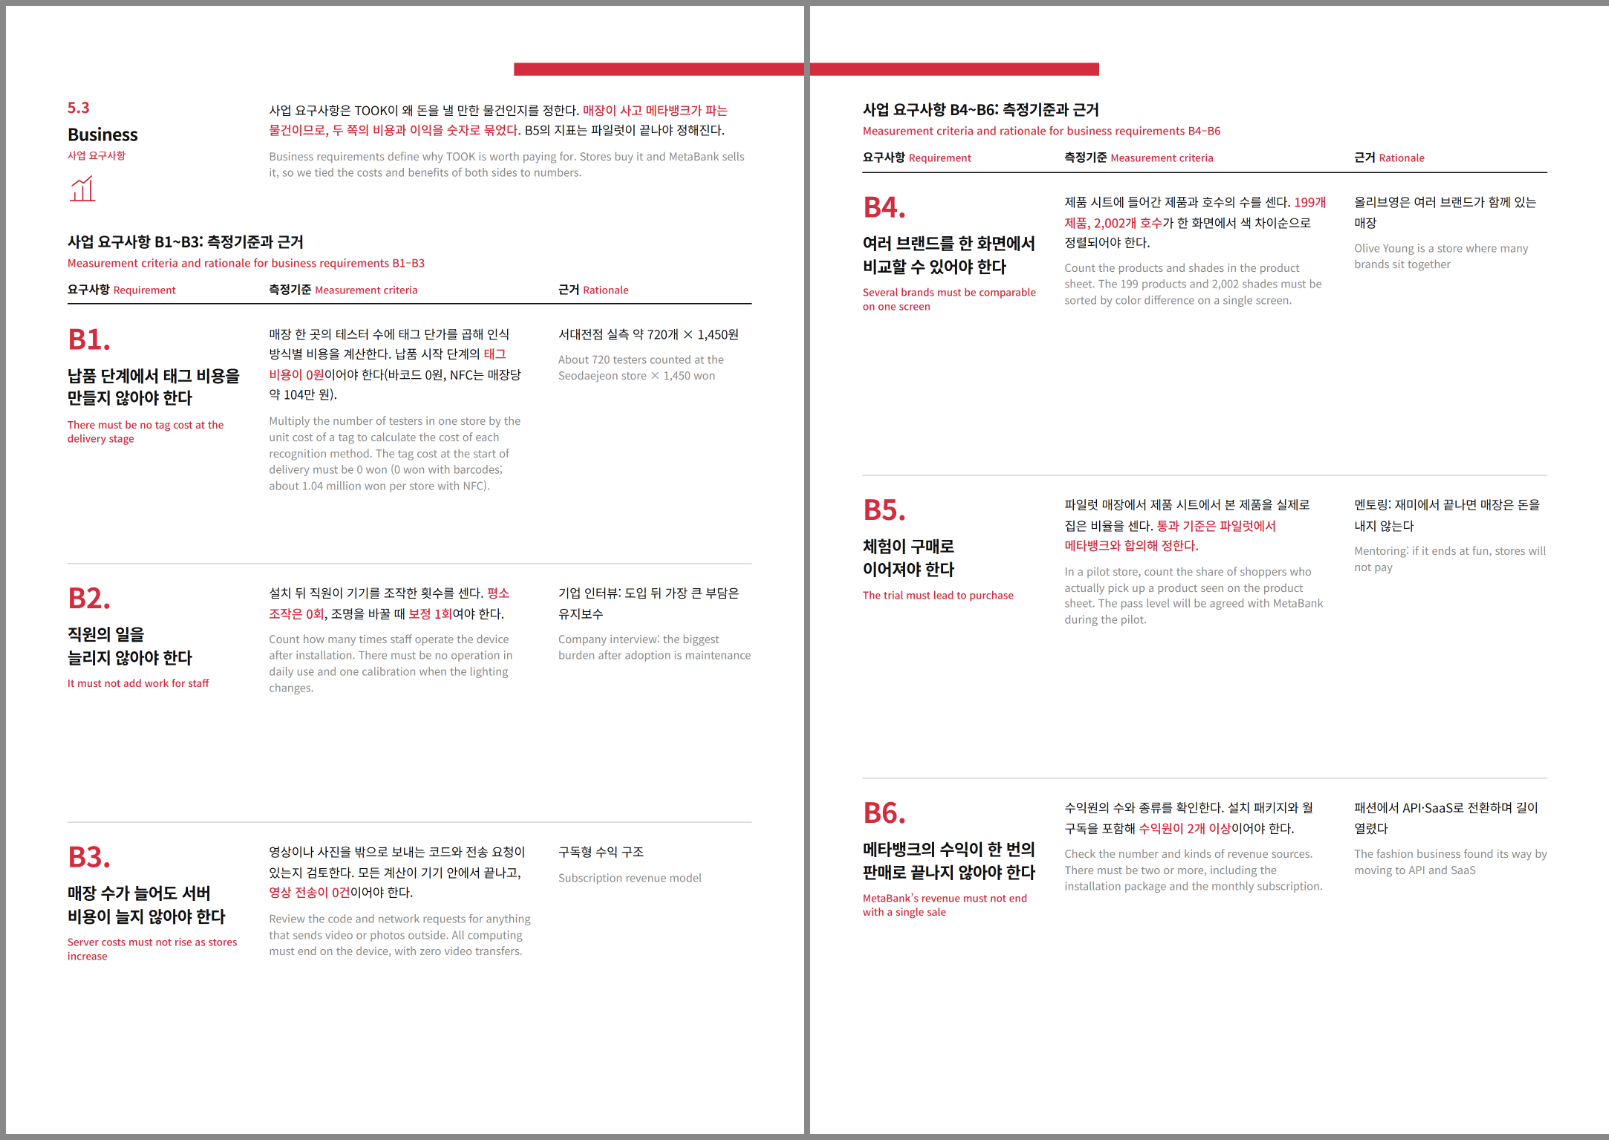 5.3
Business
사업 요구사항
사업 요구사항은 TOOK이 왜 돈을 낼 만한 물건인지를 정한다. 매장이 사고 메타뱅크가 파는
물건이므로, 두 쪽의 비용과 이익을 숫자로 묶었다. B5의 지표는 파일럿이 끝나야 정해진다.
Business requirements define why TOOK is worth paying for. Stores buy it and MetaBank sells
it, so we tied the costs and benefits of both sides to numbers.
사업 요구사항 B1~B3: 측정기준과 근거
Measurement criteria and rationale for business requirements B1–B3
요구사항 Requirement
측정기준 Measurement criteria
근거 Rationale
B1.
납품 단계에서 태그 비용을
만들지 않아야 한다
There must be no tag cost at the
delivery stage
매장 한 곳의 테스터 수에 태그 단가를 곱해 인식
방식별 비용을 계산한다. 납품 시작 단계의 태그
비용이 0원이어야 한다(바코드 0원, NFC는 매장당
약 104만 원).
Multiply the number of testers in one store by the
unit cost of a tag to calculate the cost of each
recognition method. The tag cost at the start of
delivery must be 0 won (0 won with barcodes;
about 1.04 million won per store with NFC).
서대전점 실측 약 720개 × 1,450원
About 720 testers counted at the
Seodaejeon store × 1,450 won
B2.
직원의 일을
늘리지 않아야 한다
It must not add work for staff
설치 뒤 직원이 기기를 조작한 횟수를 센다. 평소
조작은 0회, 조명을 바꿀 때 보정 1회여야 한다.
Count how many times staff operate the device
after installation. There must be no operation in
daily use and one calibration when the lighting
changes.
기업 인터뷰: 도입 뒤 가장 큰 부담은
유지보수
Company interview: the biggest
burden after adoption is maintenance
B3.
매장 수가 늘어도 서버
비용이 늘지 않아야 한다
Server costs must not rise as stores
increase
영상이나 사진을 밖으로 보내는 코드와 전송 요청이
있는지 검토한다. 모든 계산이 기기 안에서 끝나고,
영상 전송이 0건이어야 한다.
Review the code and network requests for anything
that sends video or photos outside. All computing
must end on the device, with zero video transfers.
구독형 수익 구조
Subscription revenue model
사업 요구사항 B4~B6: 측정기준과 근거
Measurement criteria and rationale for business requirements B4–B6
요구사항 Requirement
측정기준 Measurement criteria
근거 Rationale
B4.
여러 브랜드를 한 화면에서
비교할 수 있어야 한다
Several brands must be comparable
on one screen
제품 시트에 들어간 제품과 호수의 수를 센다. 199개
제품, 2,002개 호수가 한 화면에서 색 차이순으로
정렬되어야 한다.
Count the products and shades in the product
sheet. The 199 products and 2,002 shades must be
sorted by color difference on a single screen.
올리브영은 여러 브랜드가 함께 있는
매장
Olive Young is a store where many
brands sit together
B5.
체험이 구매로
이어져야 한다
The trial must lead to purchase
파일럿 매장에서 제품 시트에서 본 제품을 실제로
집은 비율을 센다. 통과 기준은 파일럿에서
메타뱅크와 합의해 정한다.
In a pilot store, count the share of shoppers who
actually pick up a product seen on the product
sheet. The pass level will be agreed with MetaBank
during the pilot.
멘토링: 재미에서 끝나면 매장은 돈을
내지 않는다
Mentoring: if it ends at fun, stores will
not pay
B6.
메타뱅크의 수익이 한 번의
판매로 끝나지 않아야 한다
MetaBank's revenue must not end
with a single sale
수익원의 수와 종류를 확인한다. 설치 패키지와 월
구독을 포함해 수익원이 2개 이상이어야 한다.
Check the number and kinds of revenue sources.
There must be two or more, including the
installation package and the monthly subscription.
패션에서 API·SaaS로 전환하며 길이
열렸다
The fashion business found its way by
moving to API and SaaS